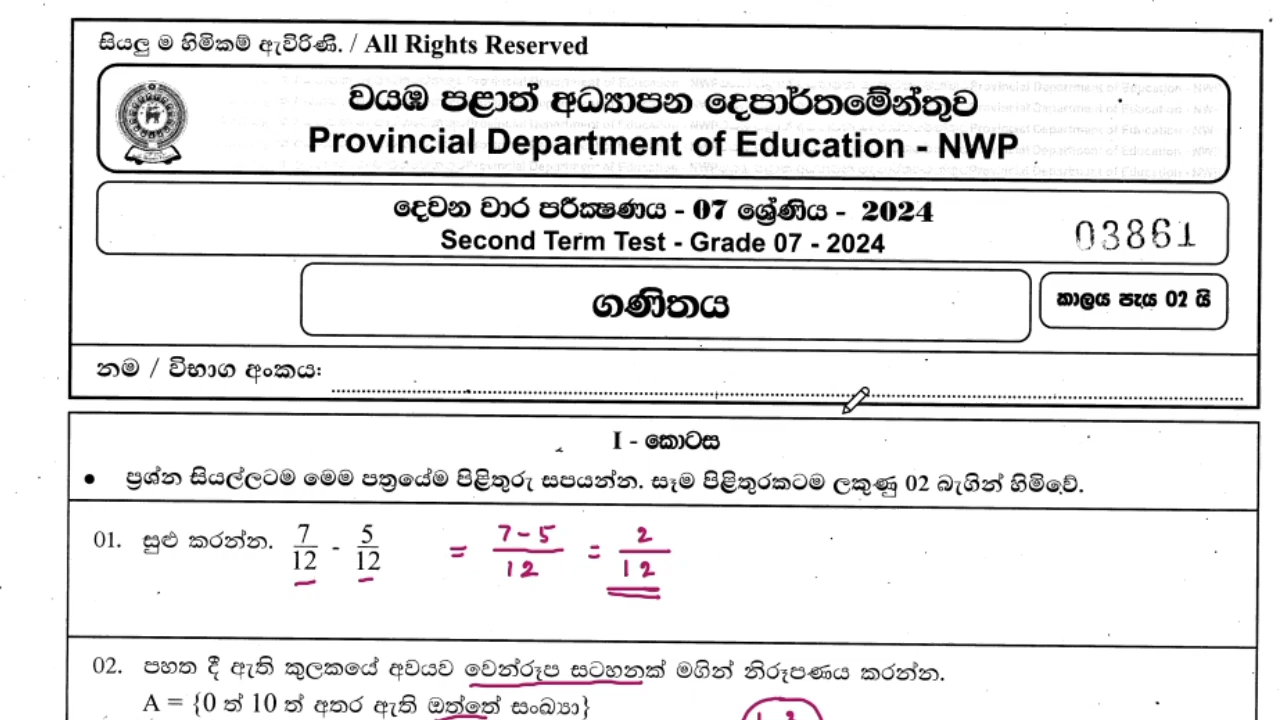 සියලු ම හිමිකම් ඇවිරිණි. / All Rights Reserved
වයඹ පළාත් අධ්‍යාපන දෙපාර්තමේන්තුව
Provincial Department of Education - NWP
දෙවන වාර පරීක්ෂණය - 07 ශ්‍රේණිය - 2024
Second Term Test - Grade 07 - 2024
03861
ගණිතය
කාලය පැය 02 යි
නම / විභාග අංකය:
I - කොටස
• ප්‍රශ්න සියල්ලටම මෙම පත්‍රයේම පිළිතුරු සපයන්න. සෑම පිළිතුරකටම ලකුණු 02 බැගින් හිමිවේ.
01. සුළු කරන්න. 7/12 - 5/12 = 7-5/12 = 2/12
02. පහත දී ඇති කුලකයේ අවයව වෙන්රූප සටහනක් මගින් නිරූපණය කරන්න.
A = {0 ත් 10 ත් අතර ඇති ඔත්තේ සංඛ්‍යා}